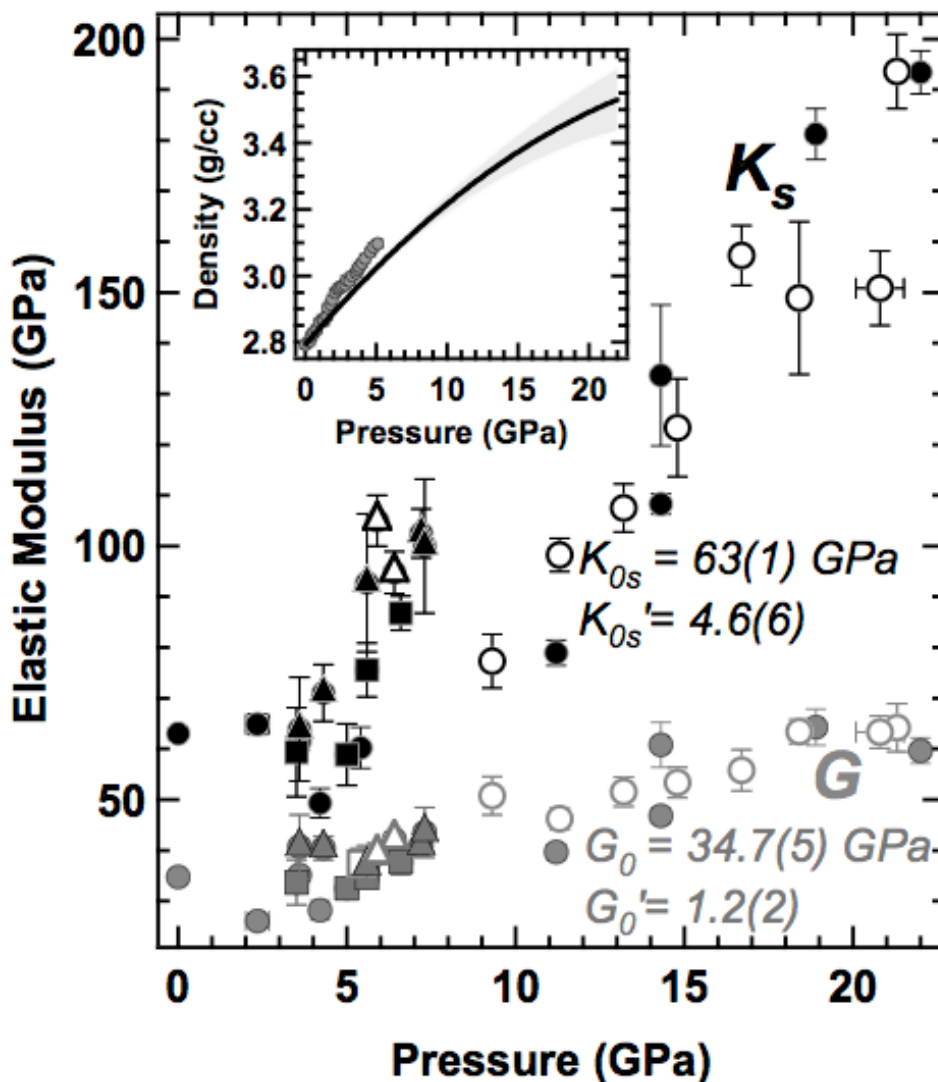 200
150
100
50
Elastic Modulus (GPa)
0
5
10
15
20
Pressure (GPa)
3.6
3.4
3.2
3.0
2.8
Density (g/cc)
0
5
10
15
20
Pressure (GPa)
Ks
K0s = 63(1) GPa
K0s'= 4.6(6)
G
G0 = 34.7(5) GPa
G0'= 1.2(2)